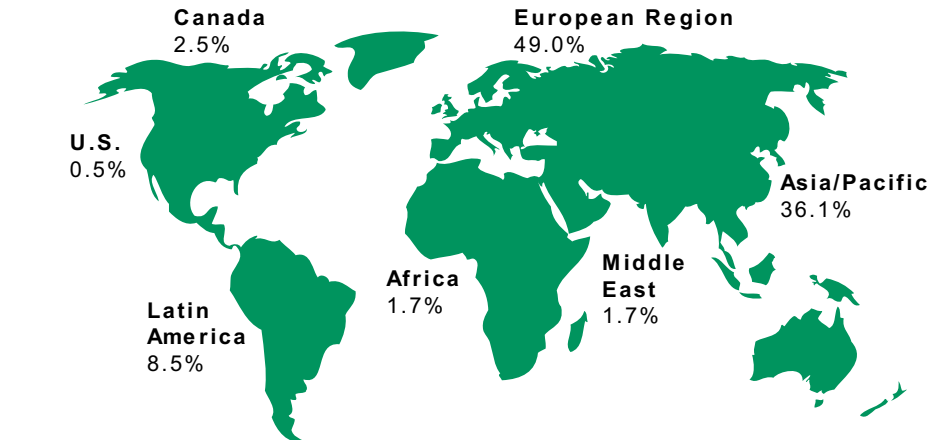 Canada
2.5%
European Region
49.0%
U.S.
0.5%
Asia/Pacific
36.1%
Africa
1.7%
Middle
East
1.7%
Latin
America
8.5%